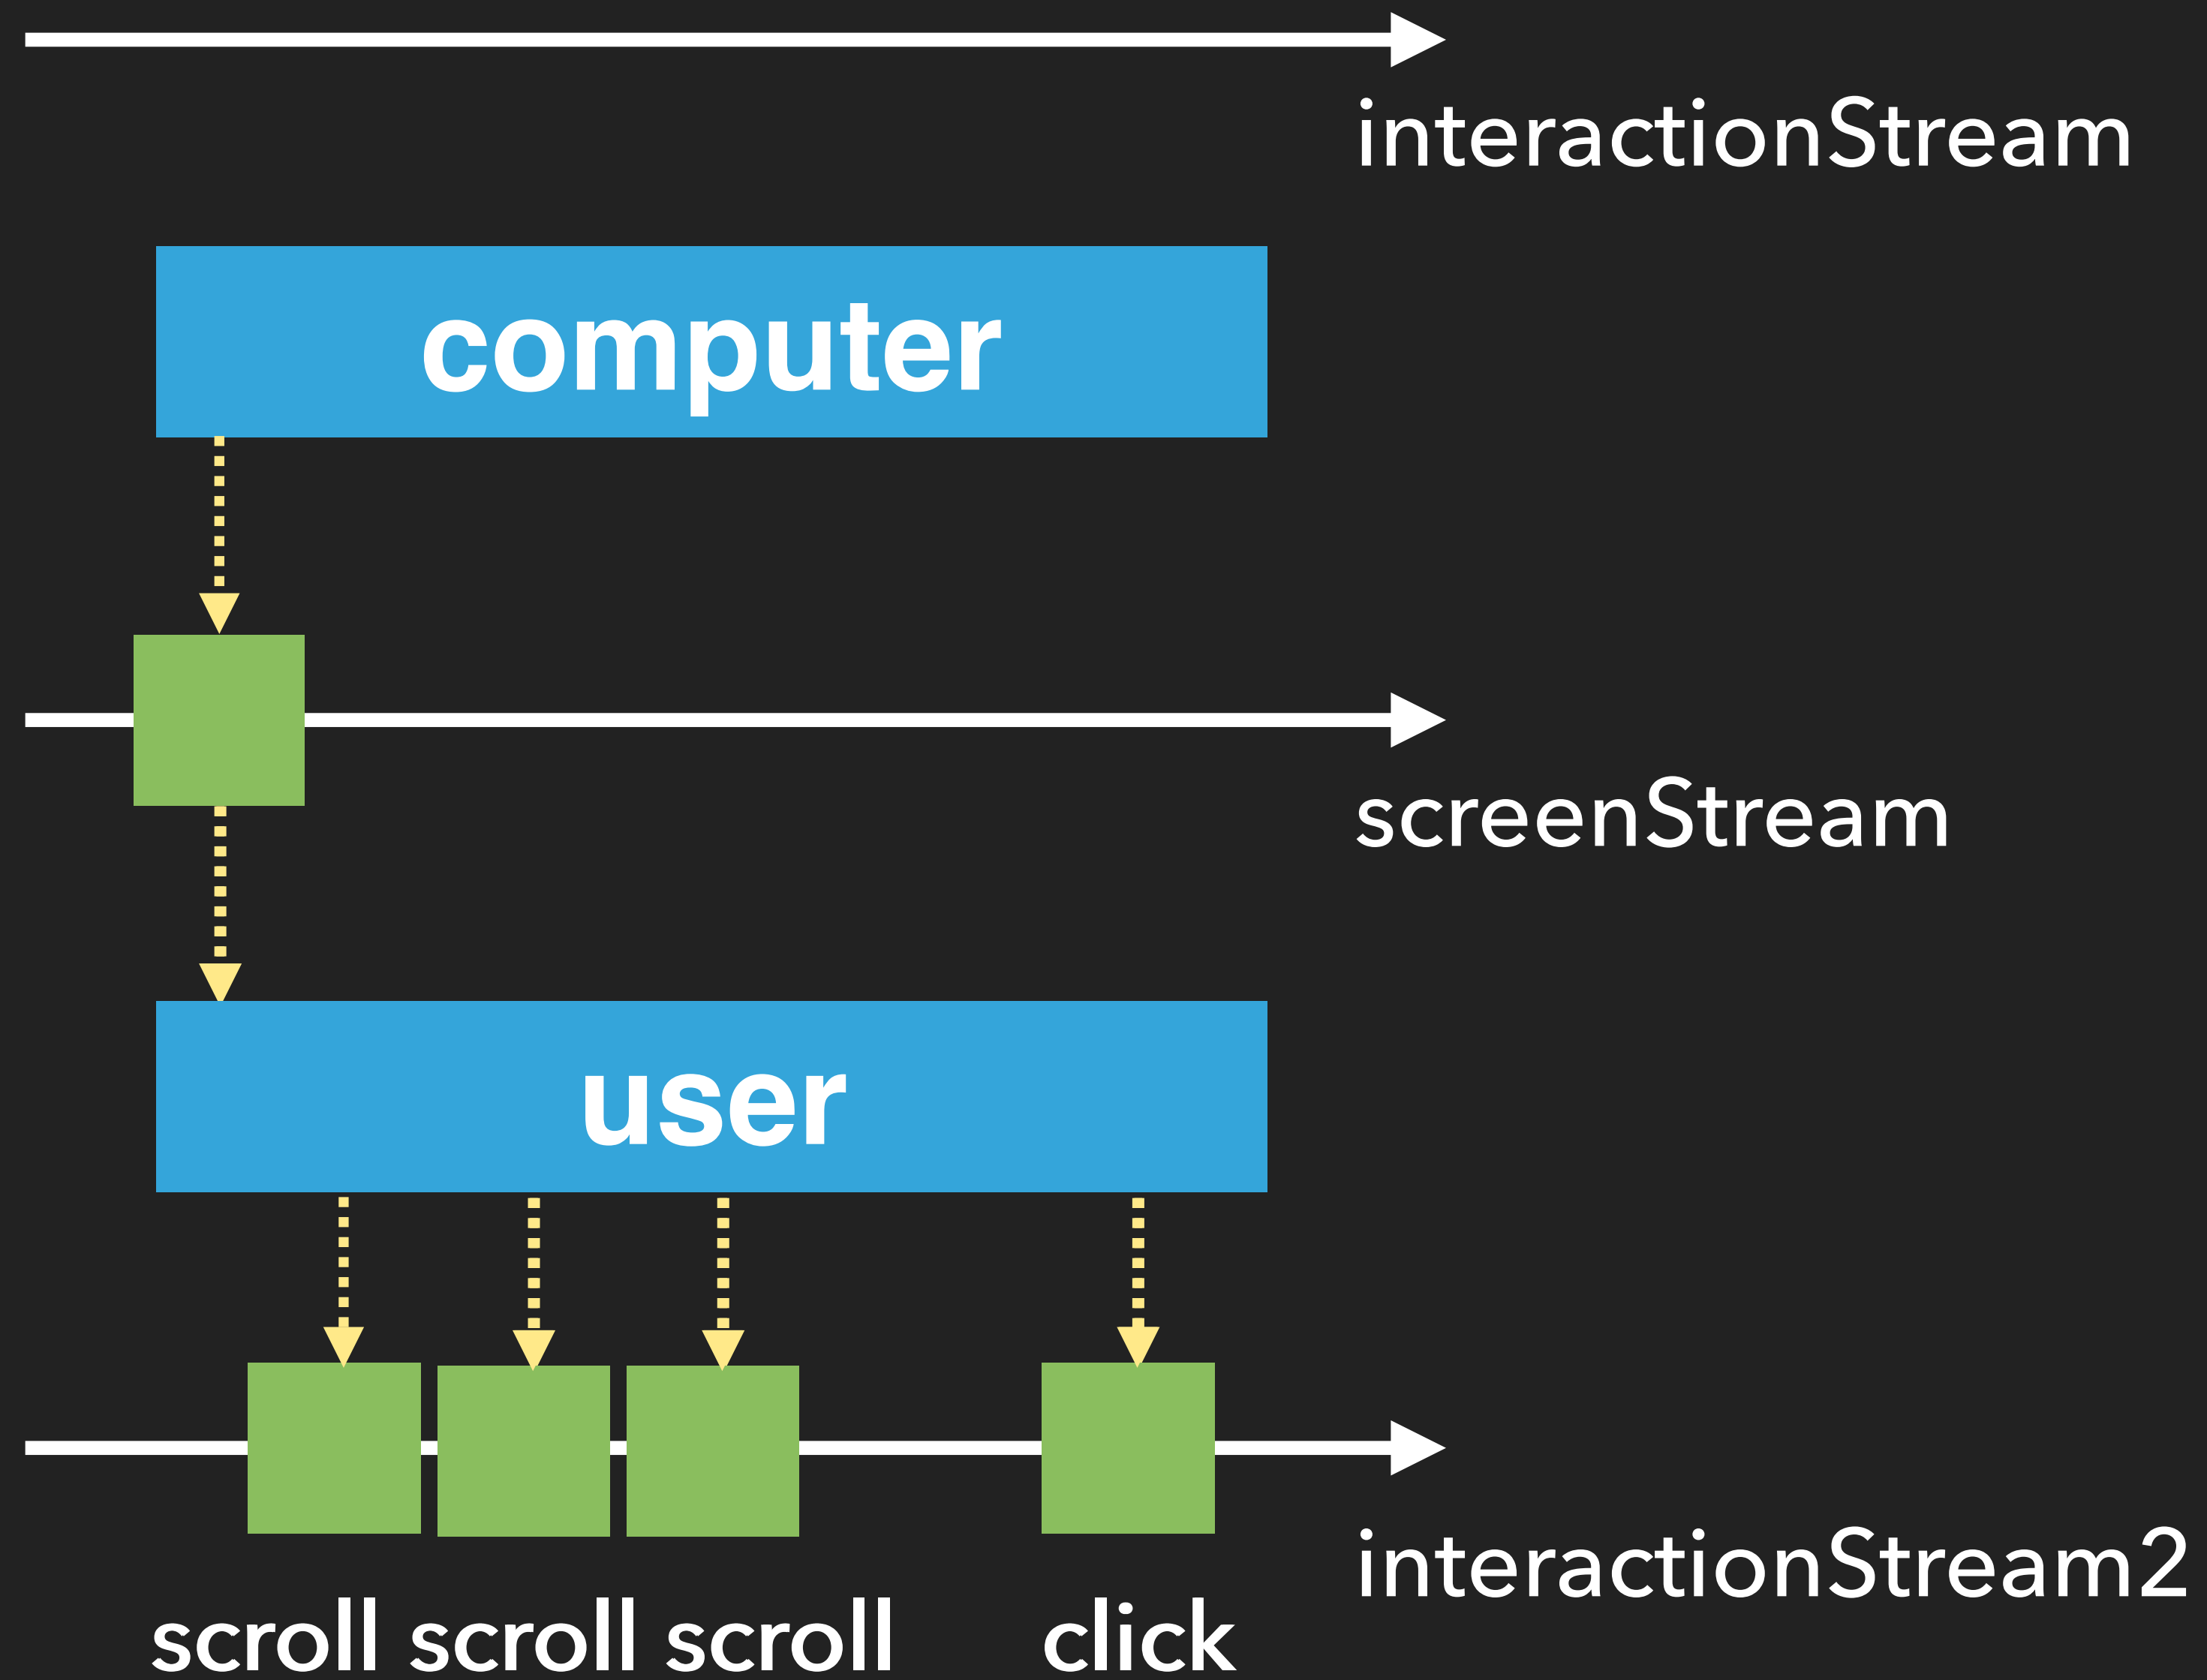 interactionStream
computer
screenStream
user
interactionStream2
scroll scroll scroll click